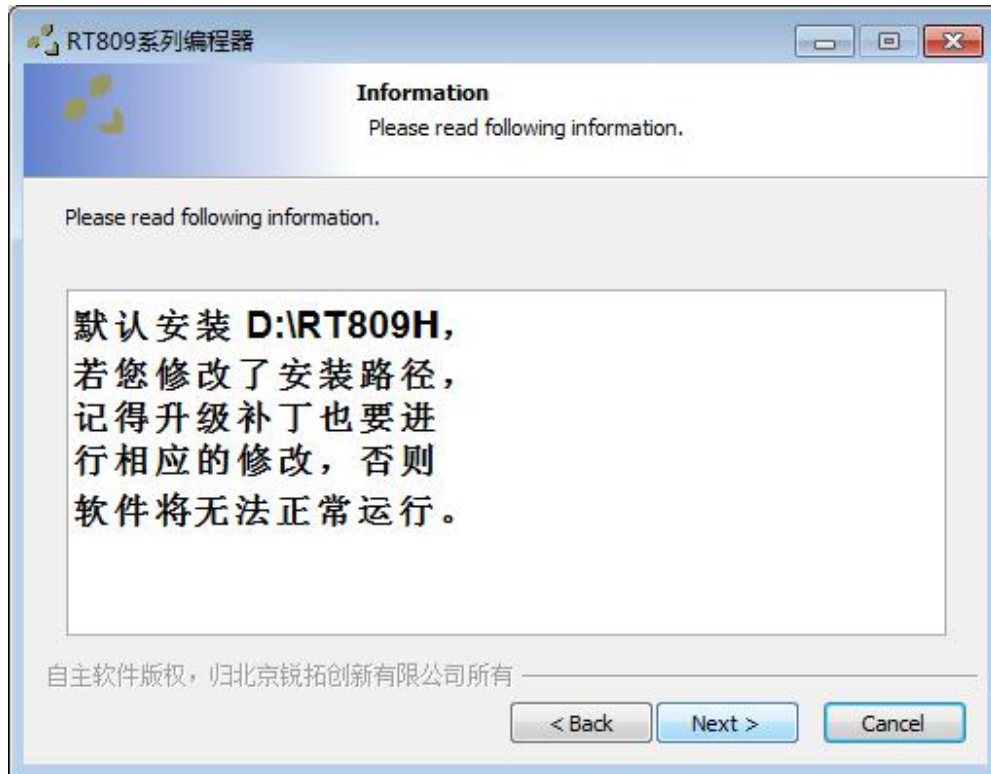 RT809系列编程器
Information
Please read following information.
Please read following information.
默认安装 D:\RT809H，
若您修改了安装路径，
记得升级补丁也要进
行相应的修改，否则
软件将无法正常运行。
自主软件版权，归北京锐拓创新有限公司所有
< Back
Next >
Cancel